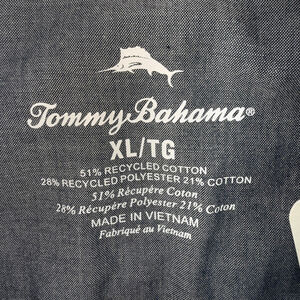 Tommy Bahama®
XL/TG
51% RECYCLED COTTON
28% RECYCLED POLYESTER 21% COTTON
51% Récupère Coton
28% Récupère Polyester 21% Coton
MADE IN VIETNAM
Fabriqué au Vietnam